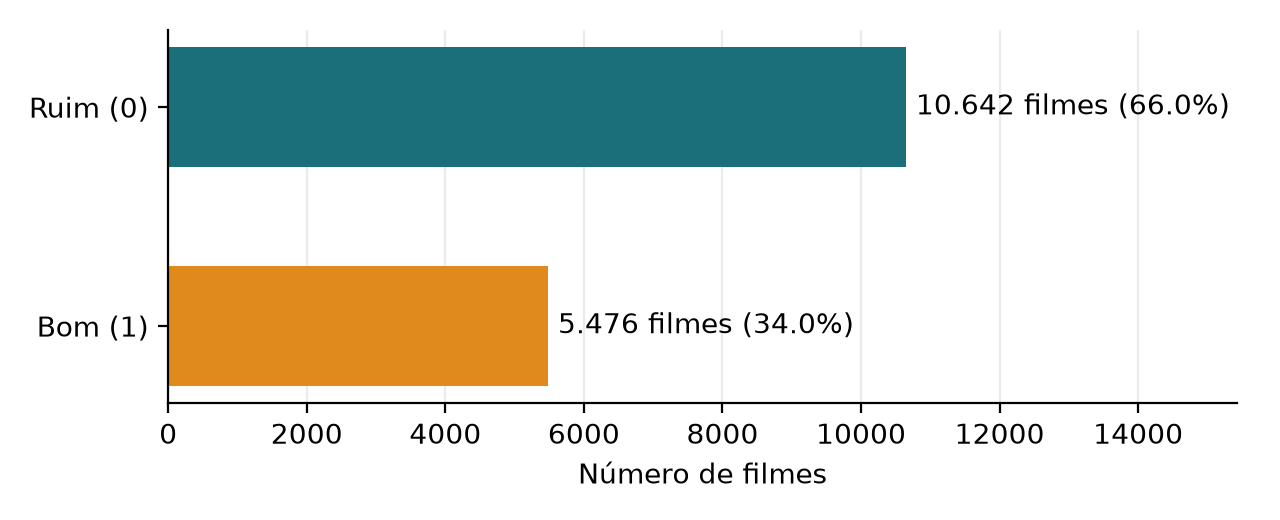 Ruim (0)
10.642 filmes (66.0%)
Bom (1)
5.476 filmes (34.0%)
0 2000 4000 6000 8000 10000 12000 14000
Número de filmes